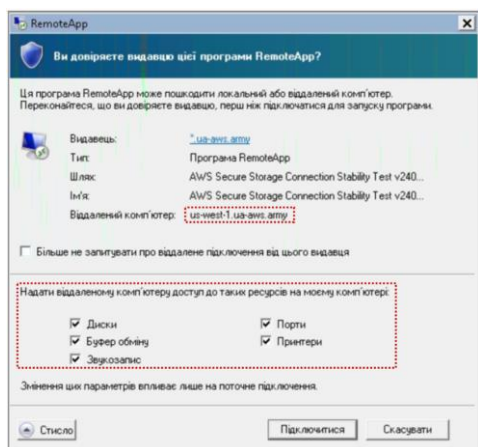 RemoteApp
Ви довіряєте видавцю цієї програми RemoteApp?
Ця програма RemoteApp може пошкодити локальний або віддалений комп'ютер.
Переконайтеся, що ви довіряєте видавцю, перш ніж підключатися для запуску програми.
Видавець: *.ua-aws.army
Тип: Програма RemoteApp
Шлях: AWS Secure Storage Connection Stability Test v240...
Ім'я: AWS Secure Storage Connection Stability Test v240...
Віддалений комп'ютер: us-west-1.ua-aws.army
Більше не запитувати про віддалене підключення від цього видавця
Надати віддаленому комп'ютеру доступ до таких ресурсів на моєму комп'ютері:
Диски Порти
Буфер обміну Принтери
Звукозапис
Змінення цих параметрів впливає лише на поточне підключення.
Стисло Підключитися Скасувати